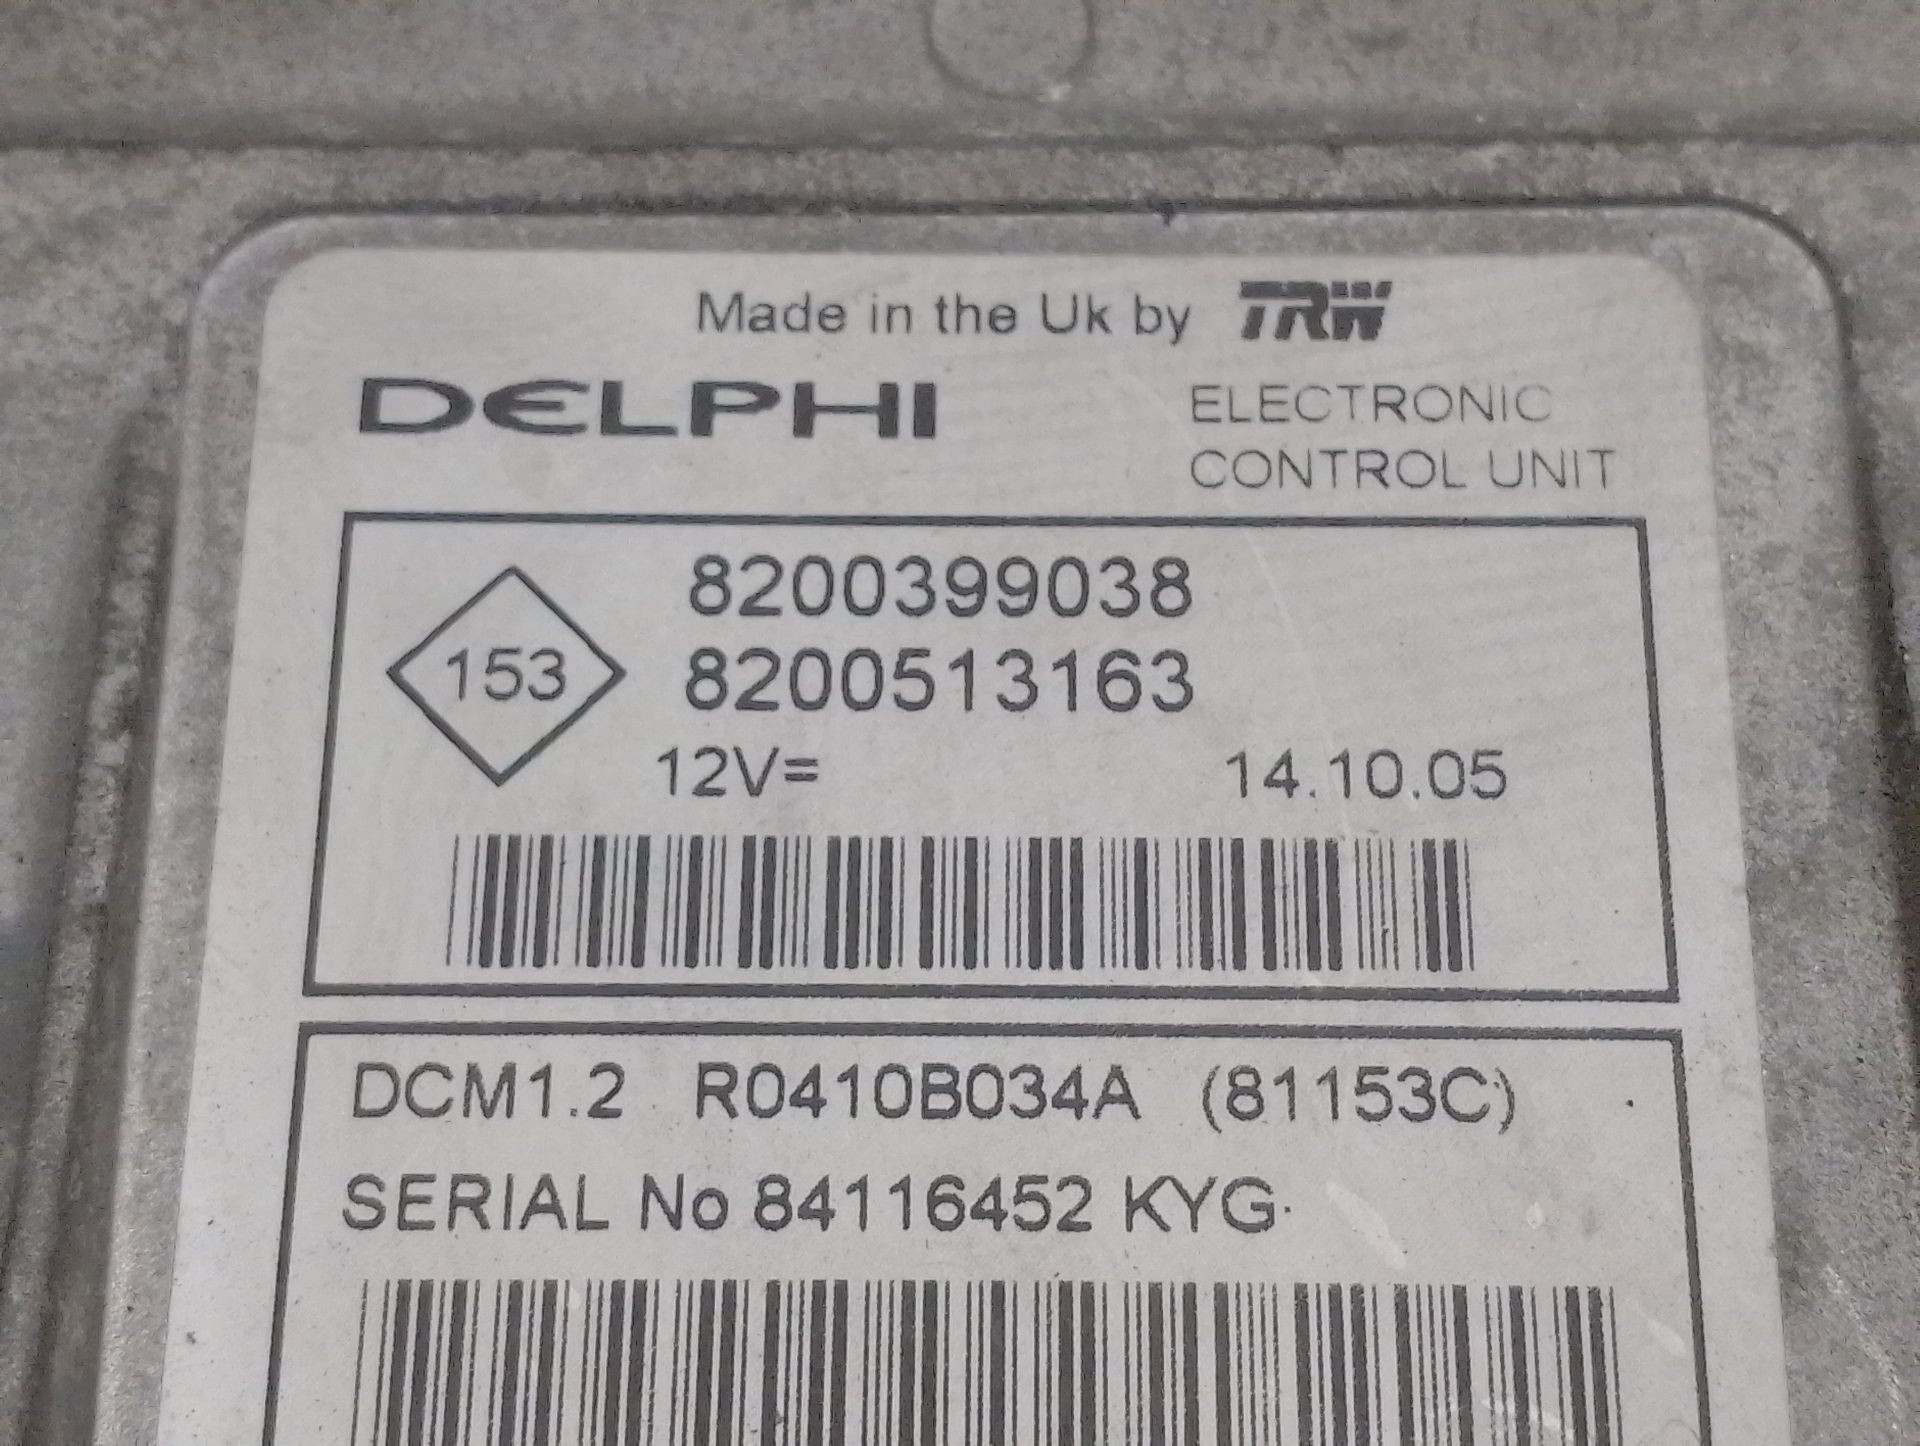 Made in the Uk by TRW
DELPHI
ELECTRONIC
CONTROL UNIT
8200399038
153
8200513163
12V= 14.10.05
DCM1.2 R0410B034A (81153C)
SERIAL No 84116452 KYG